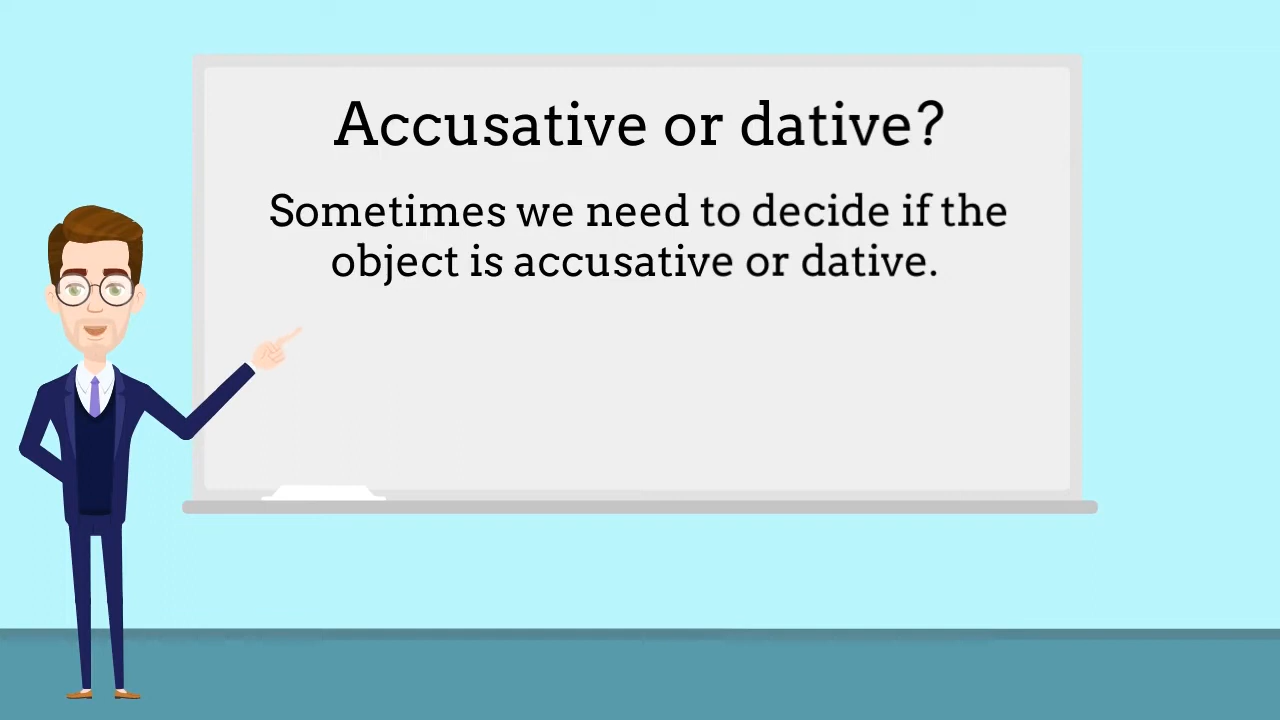 Accusative or dative?
Sometimes we need to decide if the
object is accusative or dative.